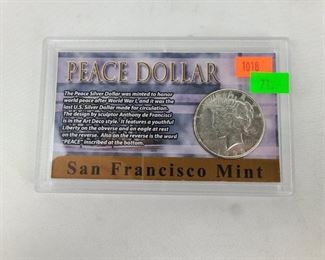 PEACE DOLLAR
1018
The Peace Silver Dollar was minted to honor
world peace after World War I, and it was the
last U.S. Silver Dollar made for circulation.
The design by sculptor Anthony de Francisci
is in the Art Deco style. It features a youthful
Liberty on the adverse and an eagle at rest
on the reverse. Also on the reverse is the word
"PEACE" inscribed at the bottom.
San Francisco Mint